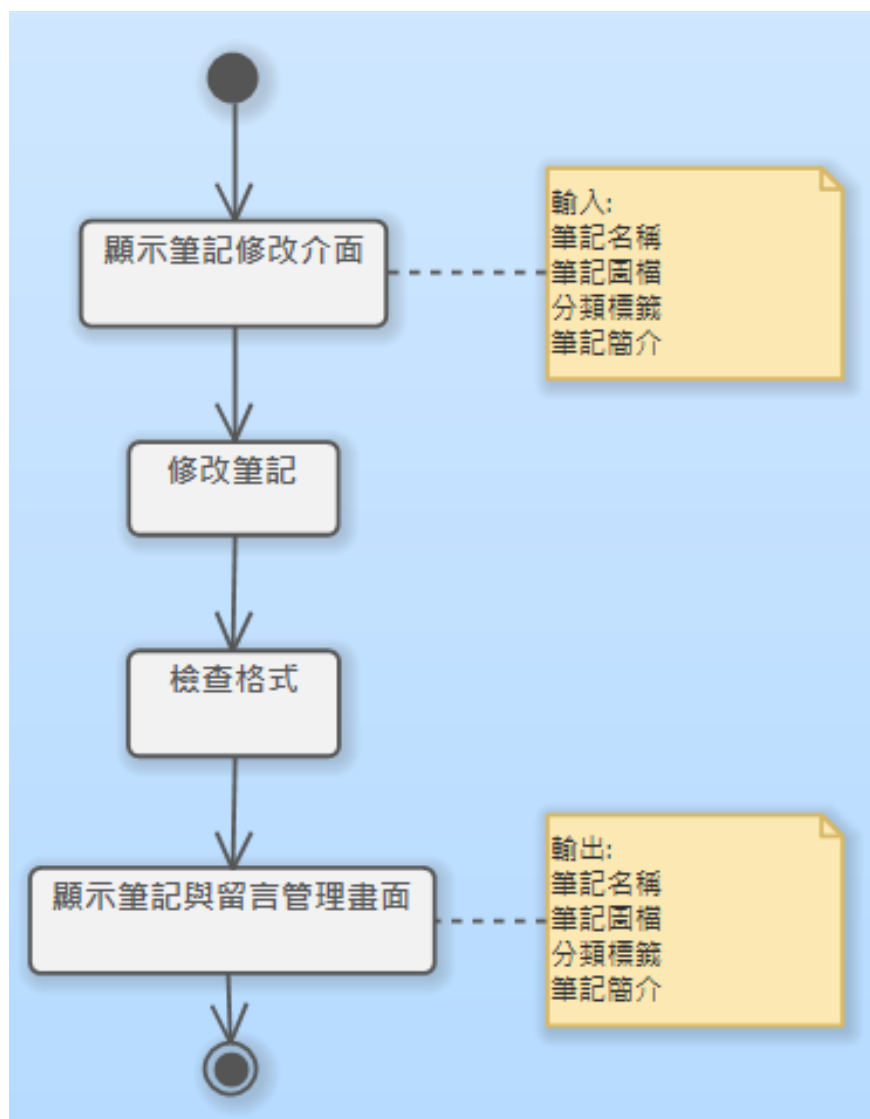 顯示筆記修改介面
輸入:
筆記名稱
筆記圖檔
分類標籤
筆記簡介
修改筆記
檢查格式
顯示筆記與留言管理畫面
輸出:
筆記名稱
筆記圖檔
分類標籤
筆記簡介